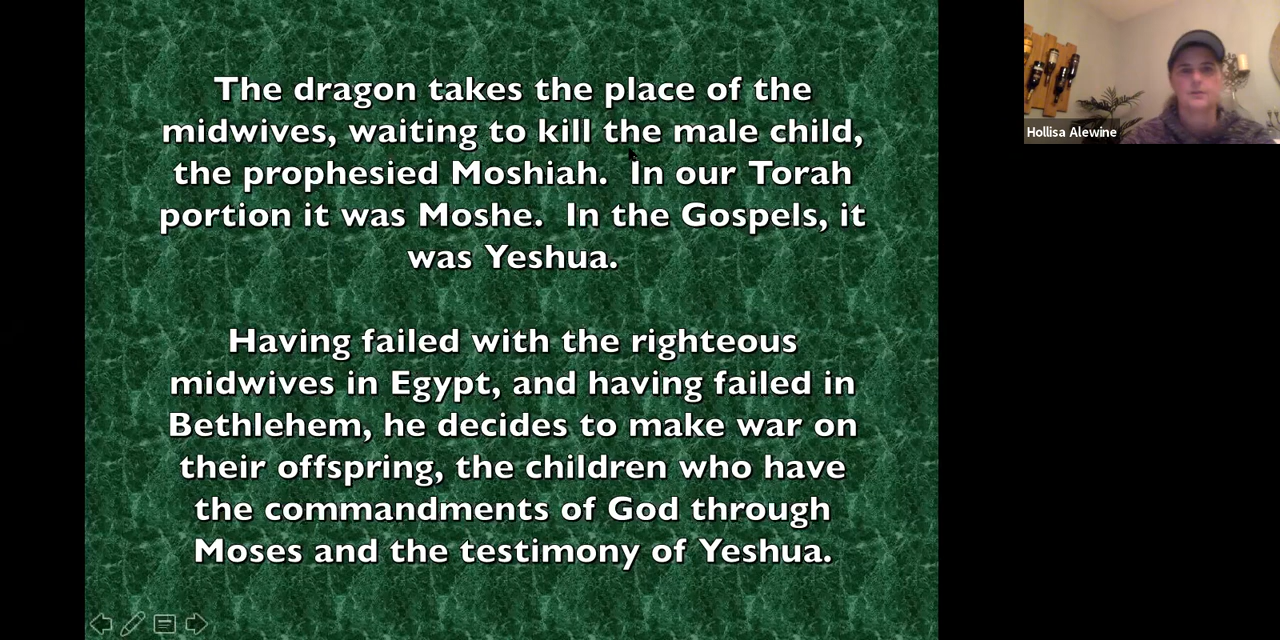 The dragon takes the place of the
midwives, waiting to kill the male child,
the prophesied Moshiah.  In our Torah
portion it was Moshe.  In the Gospels, it
was Yeshua.
Having failed with the righteous
midwives in Egypt, and having failed in
Bethlehem, he decides to make war on
their offspring, the children who have
the commandments of God through
Moses and the testimony of Yeshua.
Hollisa Alewine